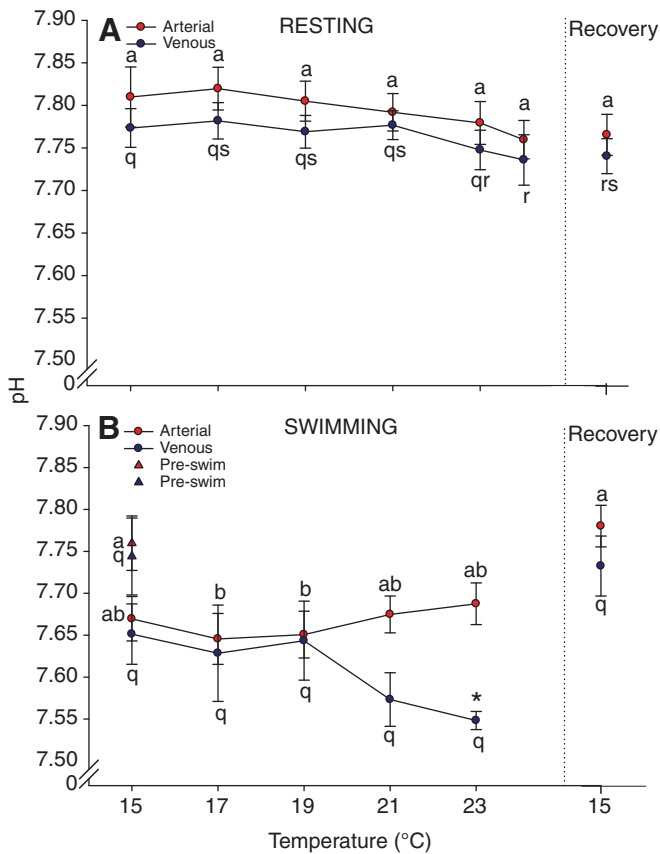 A RESTING Recovery
Arterial
Venous
7.90
7.85
7.80
7.75
7.70
7.65
7.60
7.55
7.50
0
a a a a a a a
q qs qs qs qr r rs
pH
B SWIMMING Recovery
Arterial
Venous
Pre-swim
Pre-swim
7.90
7.85
7.80
7.75
7.70
7.65
7.60
7.55
7.50
0
a
q
ab b b ab ab a
*
q q q q q q
15 17 19 21 23 15
Temperature (°C)